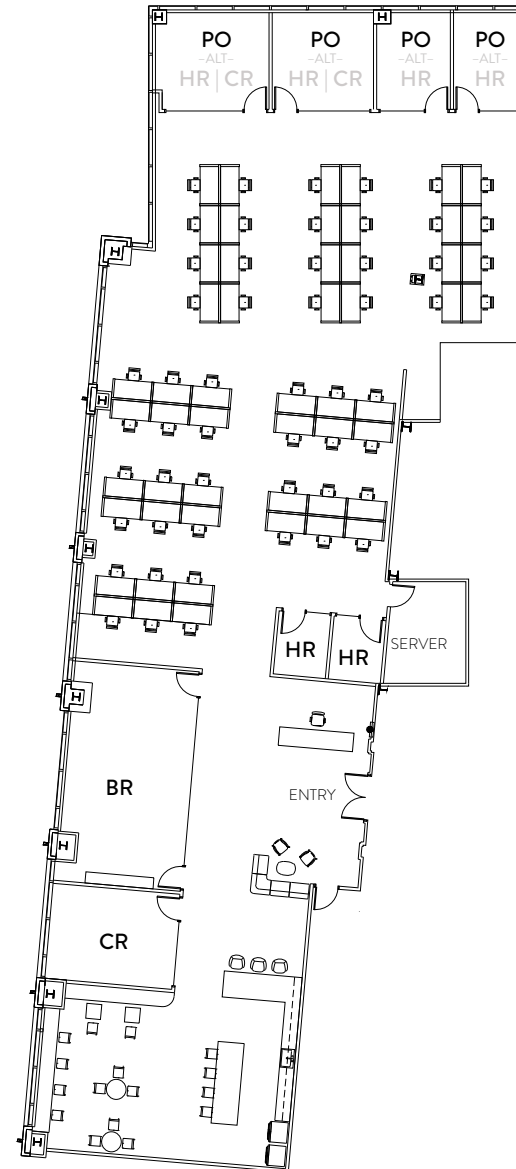 PO
-ALT-
HR | CR
PO
-ALT-
HR | CR
PO
-ALT-
HR
PO
-ALT-
HR
HR
HR
SERVER
BR
ENTRY
CR